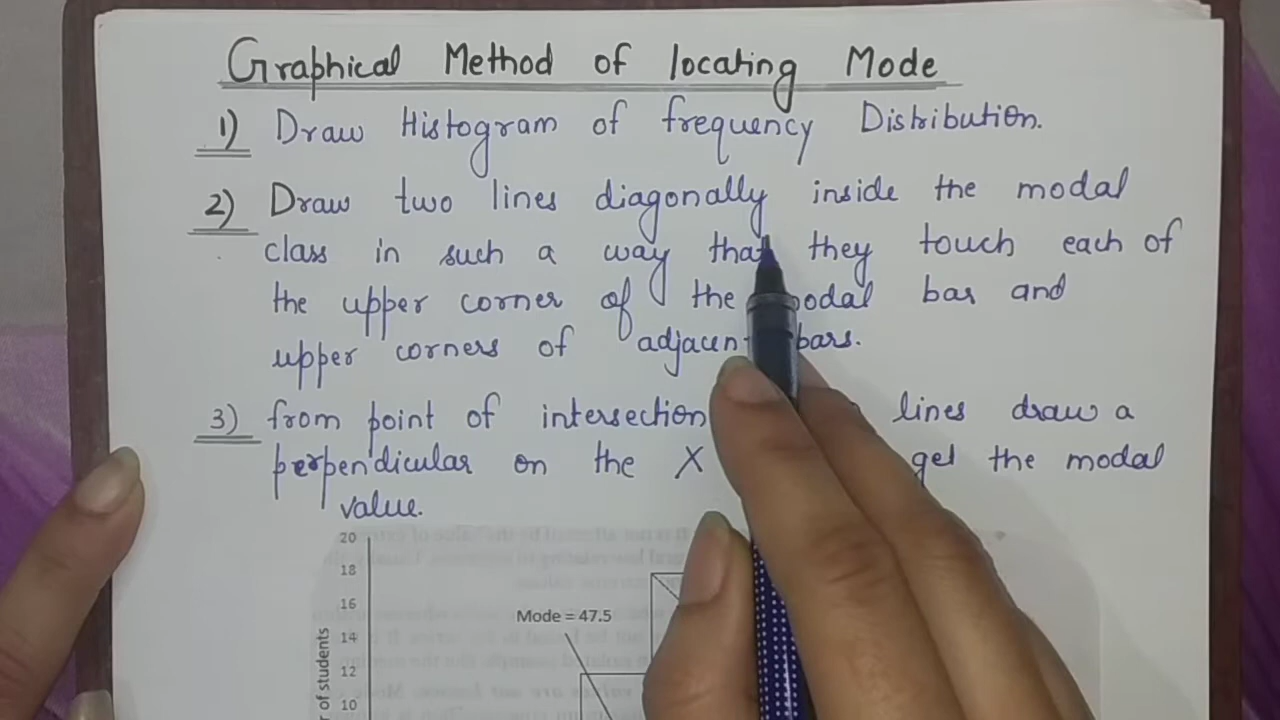 Graphical Method of locating Mode
1) Draw Histogram of frequency Distribution.
2) Draw two lines diagonally inside the modal
class in such a way that they touch each of
the upper corner of the modal bar and
upper corners of adjacent bars.
3) from point of intersection lines draw a
perpendicular on the X get the modal
value.
20
18
16
Mode = 47.5
14
12
10
of students